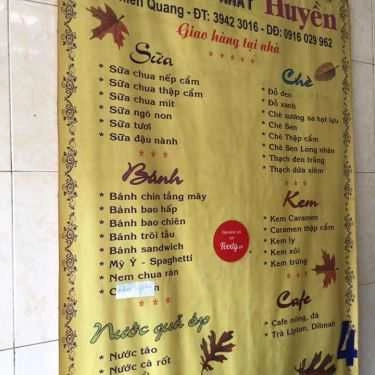 Huyền
Quang - ĐT: 3942 3016 - DĐ: 0916 029 962
Giao hàng tại nhà
Sữa
* Sữa chua nếp cẩm
* Sữa chua thập cẩm
* Sữa chua mít
* Sữa ngô non
* Sữa tươi
* Sữa đậu nành
Bánh
* Bánh chín tầng mây
* Bánh bao hấp
* Bánh bao chiên
* Bánh trôi tàu
* Bánh sandwich
* Mỳ Ý - Spaghetti
* Nem chua rán
Nước quả ép
* Nước táo
* Nước cà rốt
Chè
* Đỗ đen
* Đỗ xanh
* Chè sương sa hạt lựu
* Chè Sen
* Chè Thập cẩm
* Chè Sen Long nhãn
* Thạch đen trắng
* Thạch dừa xiêm
Foody.vn
Kem
* Kem Caramen
* Caramen thập cẩm
* Kem ly
* Kem xôi
* Kem trứng
Cafe
* Cafe nóng, đá
* Trà Lipton, Dilmah
4